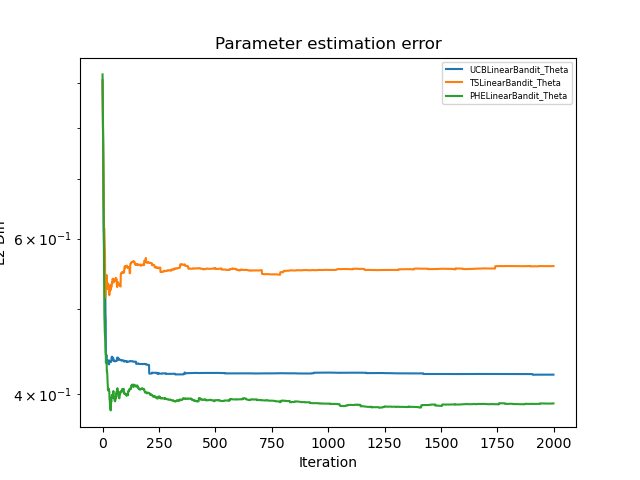 Parameter estimation error
UCBLinearBandit_Theta
TSLinearBandit_Theta
PHELinearBandit_Theta
6 × 10⁻¹
4 × 10⁻¹
0 250 500 750 1000 1250 1500 1750 2000
Iteration